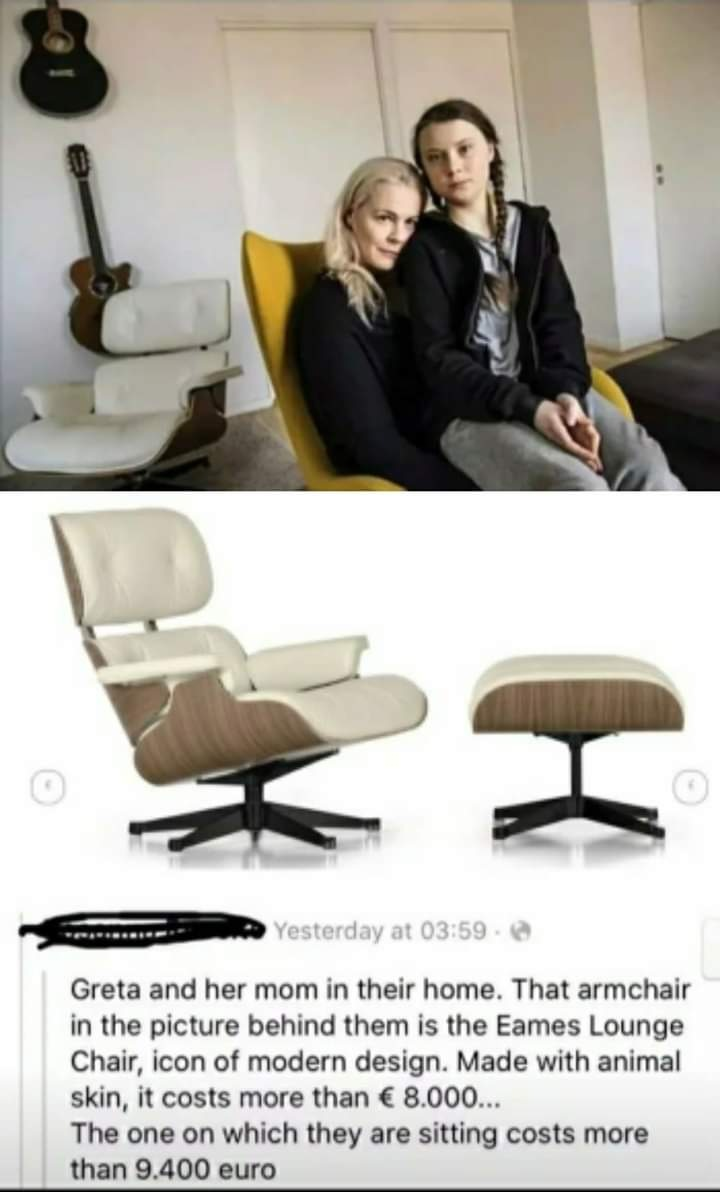 Yesterday at 03:59 ·
Greta and her mom in their home. That armchair
in the picture behind them is the Eames Lounge
Chair, icon of modern design. Made with animal
skin, it costs more than € 8.000...
The one on which they are sitting costs more
than 9.400 euro